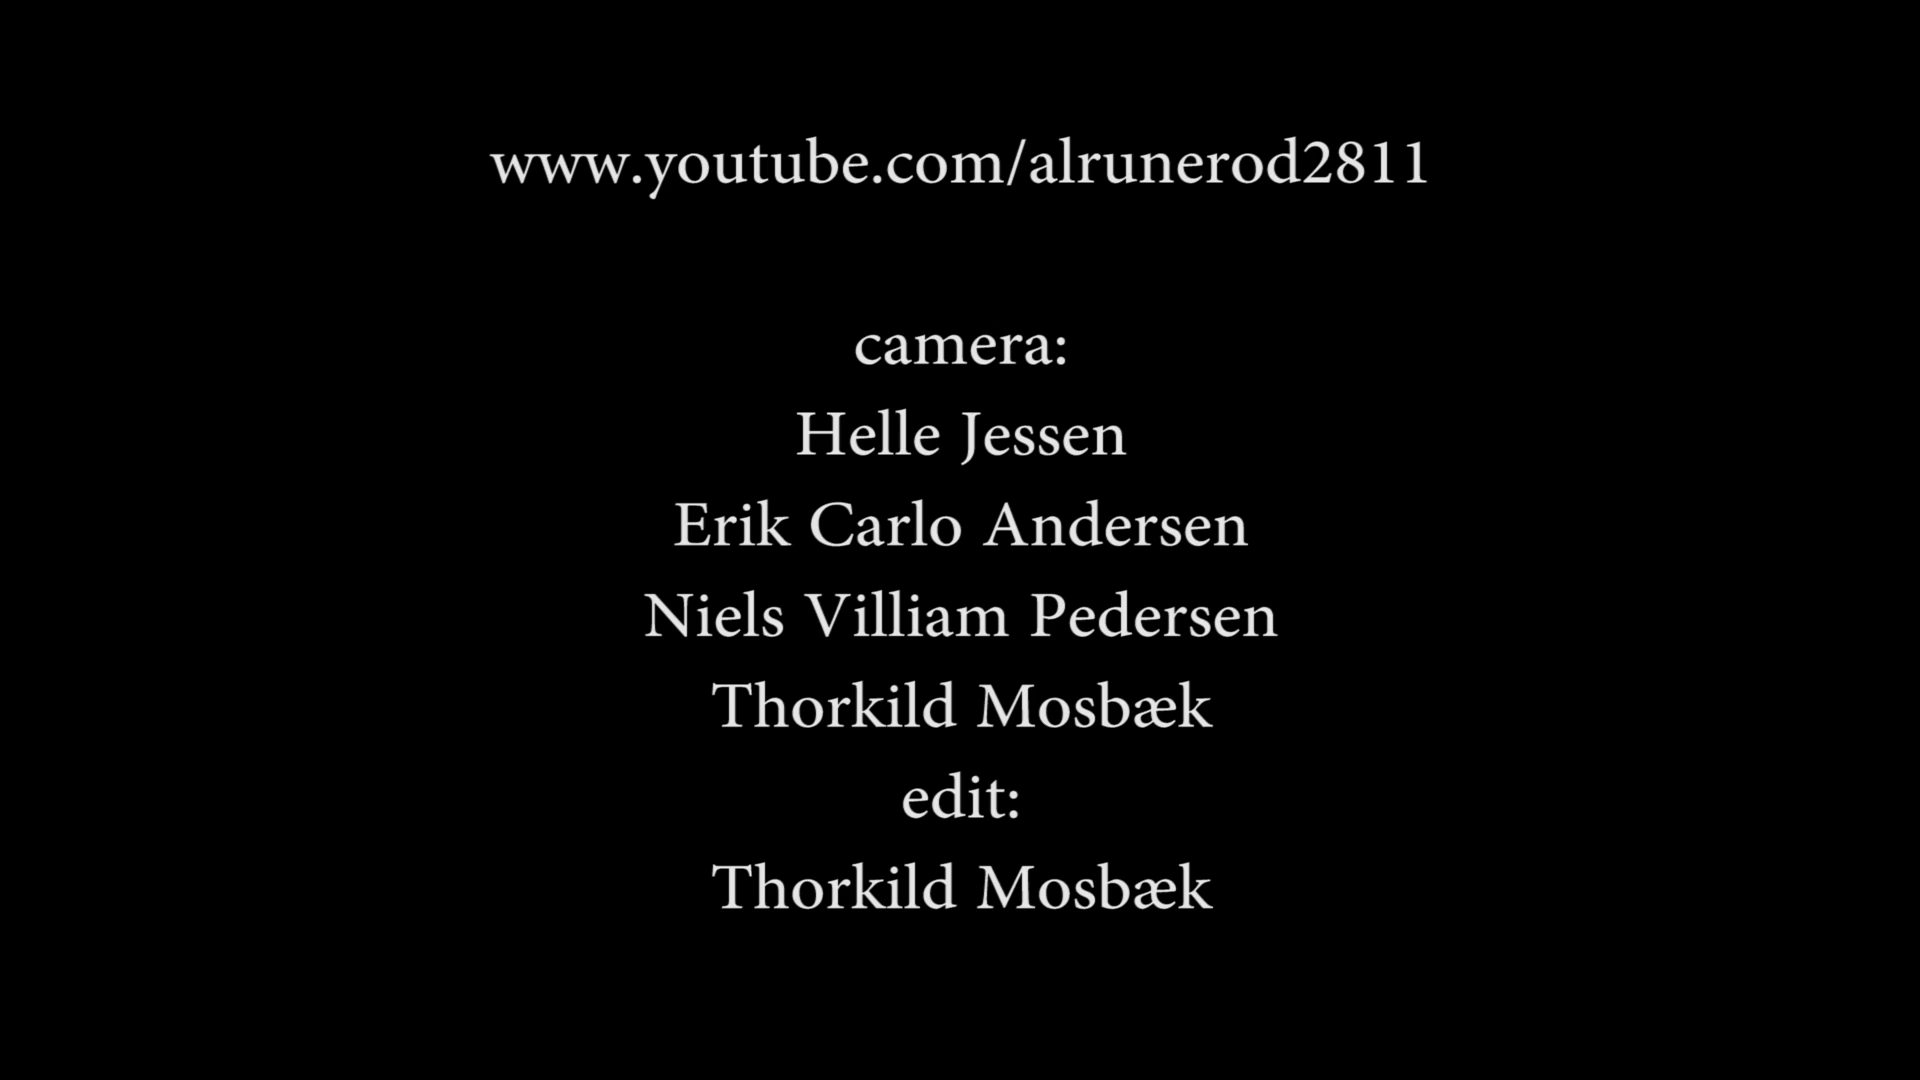 www.youtube.com/alrunerod2811
camera:
Helle Jessen
Erik Carlo Andersen
Niels Villiam Pedersen
Thorkild Mosbæk
edit:
Thorkild Mosbæk